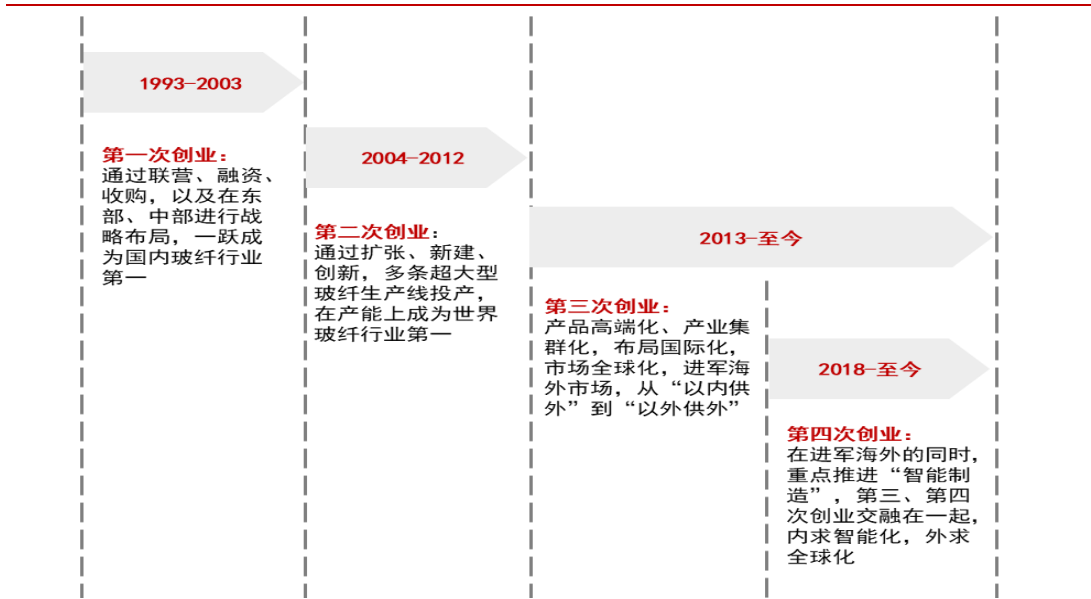 1993-2003
第一次创业：
通过联营、融资、
收购，以及在东
部、中部进行战
略布局，一跃成
为国内玻纤行业
第一
2004-2012
第二次创业：
通过扩张、新建、
创新，多条超大型
玻纤生产线投产，
在产能上成为世界
玻纤行业第一
2013-至今
第三次创业：
产品高端化、产业集
群化，布局国际化，
市场全球化，进军海
外市场，从“以内供
外”到“以外供外”
2018-至今
第四次创业：
在进军海外的同时，
重点推进“智能制
造”，第三、第四
次创业交融在一起，
内求智能化，外求
全球化